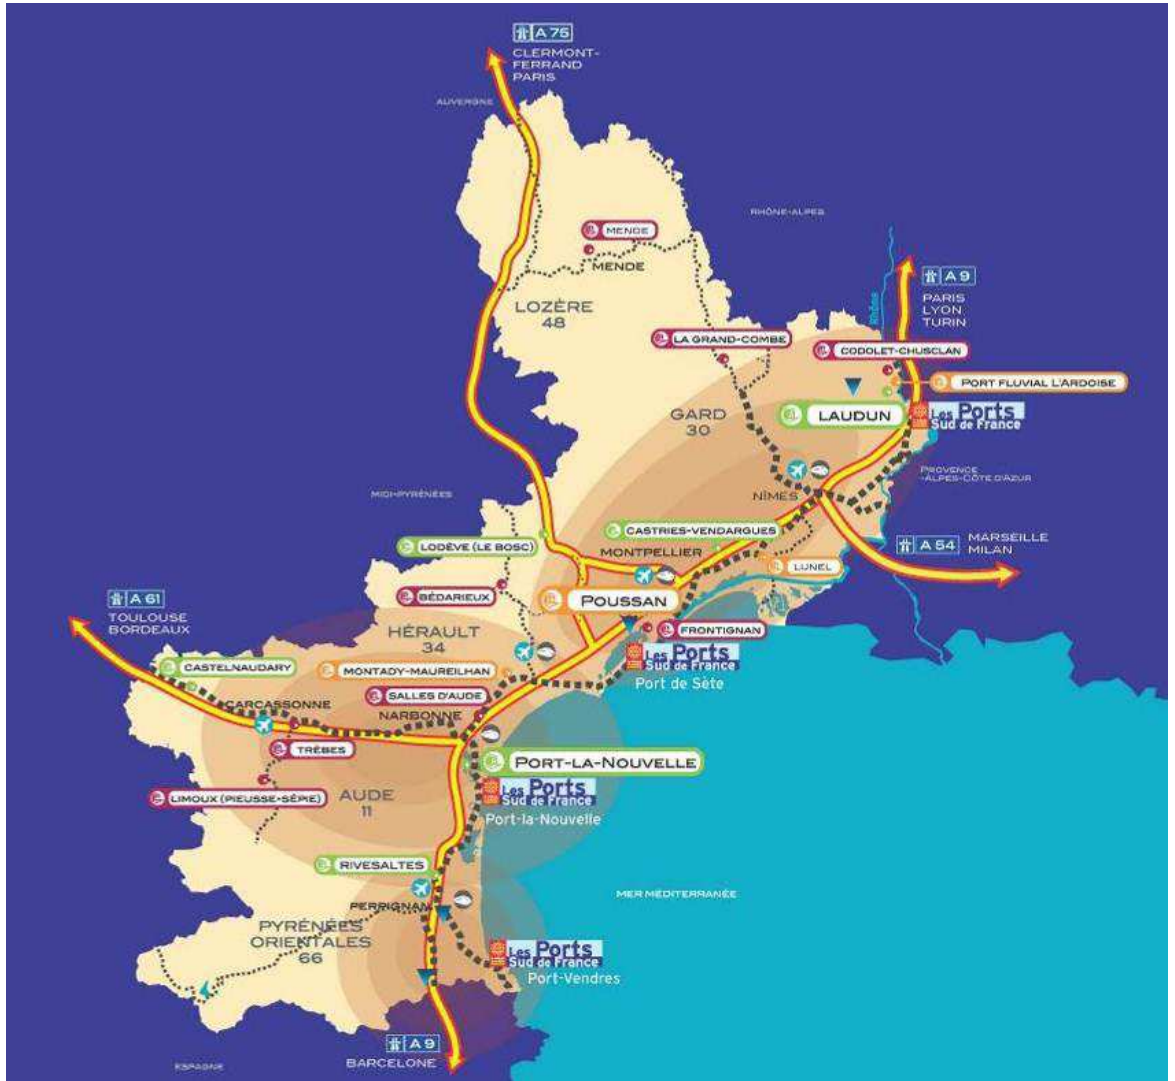 A 75
CLERMONT-
FERRAND
PARIS
AUVERGNE
RHÔNE-ALPES
MENDE
MENDE
LOZÈRE
48
Rhône
A 9
PARIS
LYON
TURIN
LA GRAND-COMBE
CODOLET-CHUSCLAN
PORT FLUVIAL L'ARDOISE
GARD
30
LAUDUN
Les Ports
Sud de France
PROVENCE
-ALPES-CÔTE D'AZUR
MIDI-PYRÉNÉES
NÎMES
CASTRIES-VENDARGUES
LODÈVE (LE BOSC)
MONTPELLIER
A 54
MARSEILLE
MILAN
LUNEL
BÉDARIEUX
POUSSAN
A 61
TOULOUSE
BORDEAUX
HÉRAULT
34
FRONTIGNAN
Les Ports
Sud de France
Port de Sète
CASTELNAUDARY
MONTADY-MAUREILHAN
SALLES D'AUDE
CARCASSONNE
NARBONNE
TRÈBES
PORT-LA-NOUVELLE
LIMOUX (PIEUSSE-SÉPIE)
AUDE
11
Les Ports
Sud de France
Port-la-Nouvelle
RIVESALTES
MER MÉDITERRANÉE
PERPIGNAN
PYRÉNÉES
ORIENTALES
66
Les Ports
Sud de France
Port-Vendres
A 9
BARCELONE
ESPAGNE